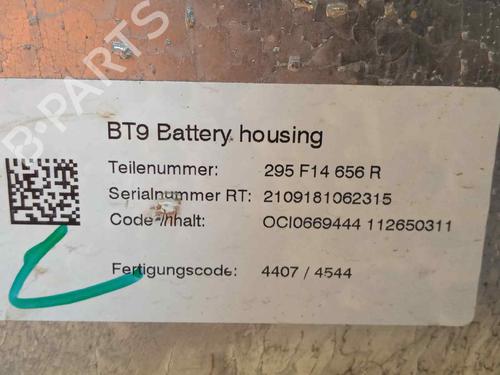 B-PARTS
BT9 Battery housing
Teilenummer: 295 F14 656 R
Serialnummer RT: 2109181062315
Code-Inhalt: OCI0669444 112650311
Fertigungscode: 4407 / 4544